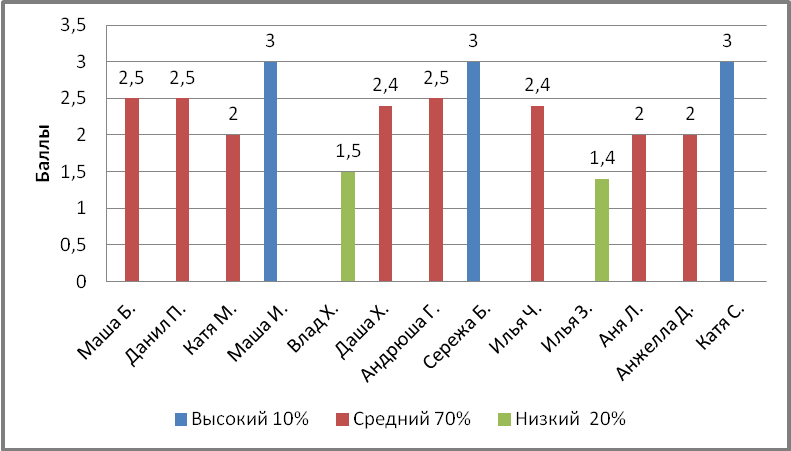 Баллы
3,5
3
2,5
2
1,5
1
0,5
0
2,5
2,5
2
3
1,5
2,4
2,5
3
2,4
1,4
2
2
3
Маша Б.
Данил П.
Катя М.
Маша И.
Влад Х.
Даша Х.
Андрюша Г.
Сережа Б.
Илья Ч.
Илья З.
Аня Л.
Анжелла Д.
Катя С.
Высокий 10% Средний 70% Низкий 20%